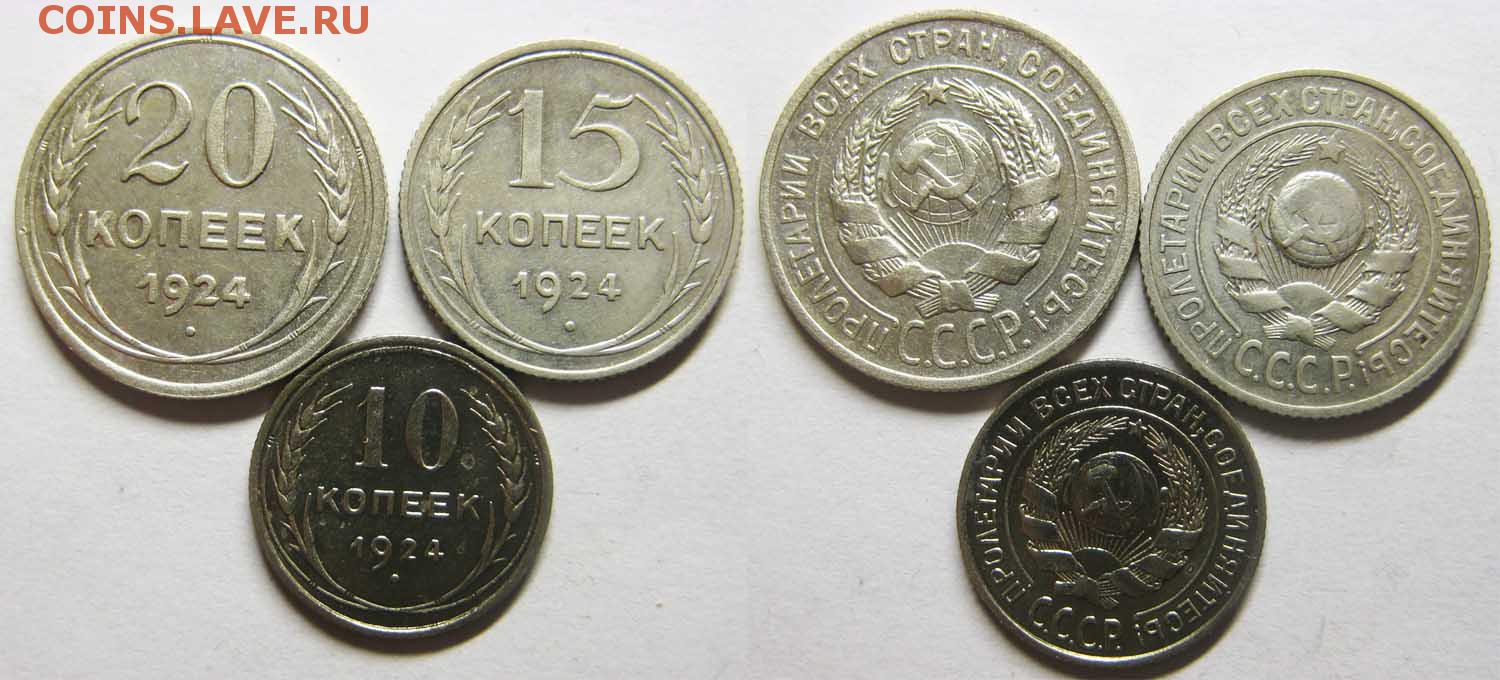 COINS.LAVE.RU
20
КОПЕЕК
1924
15
КОПЕЕК
1924
10
КОПЕЕК
1924
ПРОЛЕТАРИИ ВСЕХ СТРАН, СОЕДИНЯЙТЕСЬ!
С.С.С.Р.
ПРОЛЕТАРИИ ВСЕХ СТРАН, СОЕДИНЯЙТЕСЬ!
С.С.С.Р.
ПРОЛЕТАРИИ ВСЕХ СТРАН, СОЕДИНЯЙТЕСЬ!
С.С.С.Р.